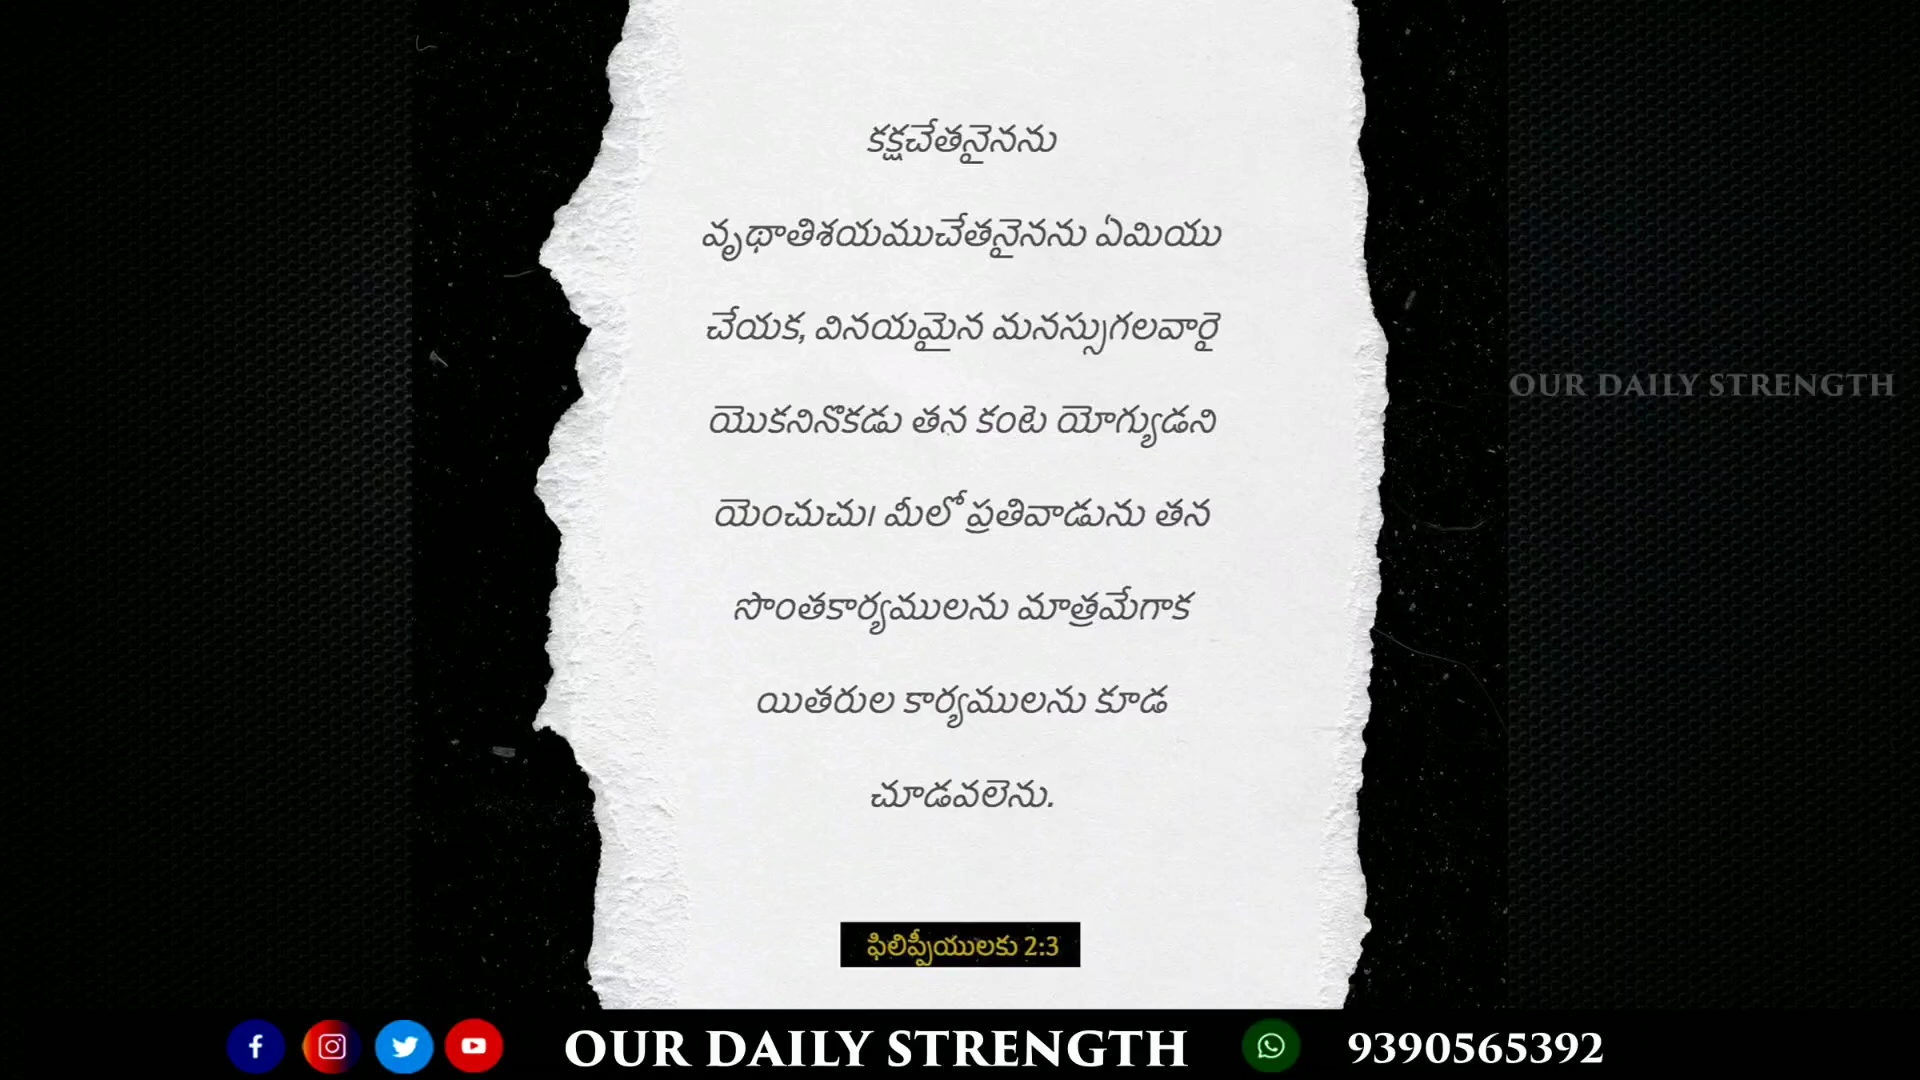 కక్షచేతనైనను
వృథాతిశయముచేతనైనను ఏమియు
చేయక, వినయమైన మనస్సుగలవారై
యొకనినొకడు తన కంటె యోగ్యుడని
యెంచుచు। మీలో ప్రతివాడును తన
సొంతకార్యములను మాత్రమేగాక
యితరుల కార్యములను కూడ
చూడవలెను.
ఫిలిప్పీయులకు 2:3
OUR DAILY STRENGTH
OUR DAILY STRENGTH 9390565392